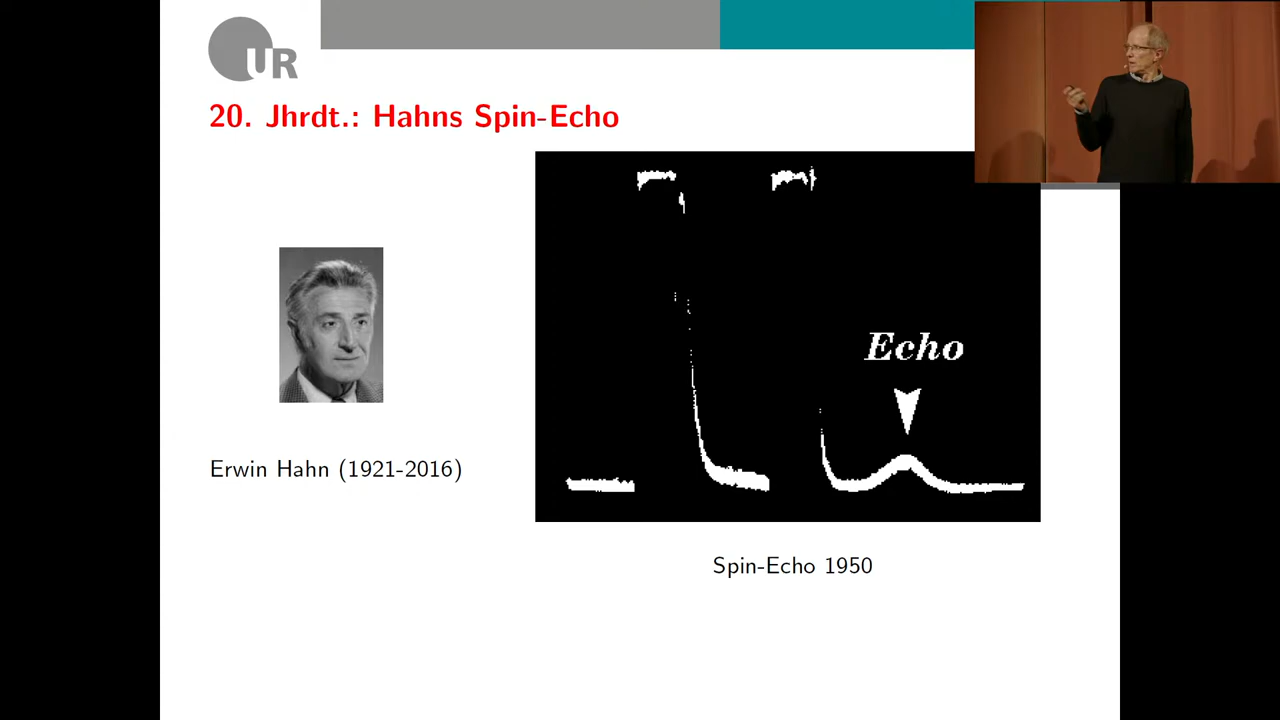 UR
20. Jhrdt.: Hahns Spin-Echo
Echo
Erwin Hahn (1921-2016)
Spin-Echo 1950